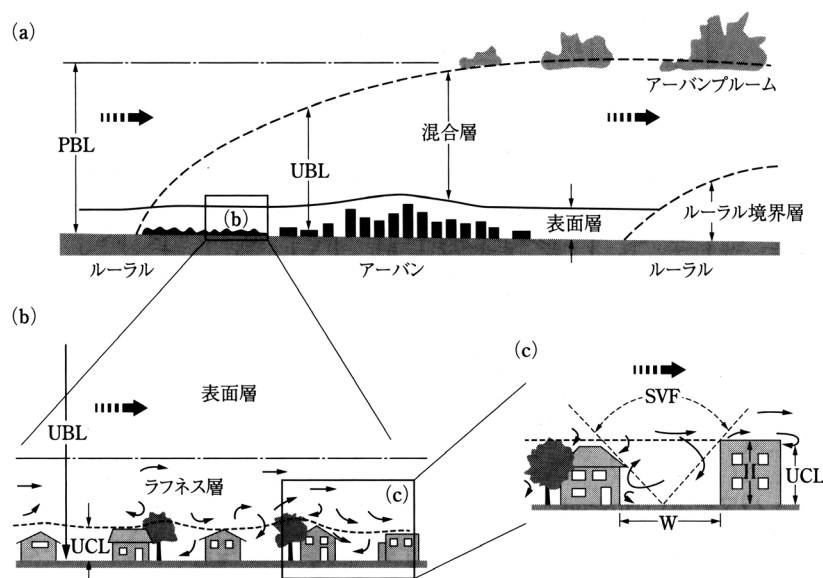 (a)
アーバンプルーム
PBL
UBL
混合層
(b)
表面層
ルーラル境界層
ルーラル
アーバン
ルーラル
(b)
表面層
UBL
ラフネス層
(c)
UCL
(c)
SVF
H
UCL
W